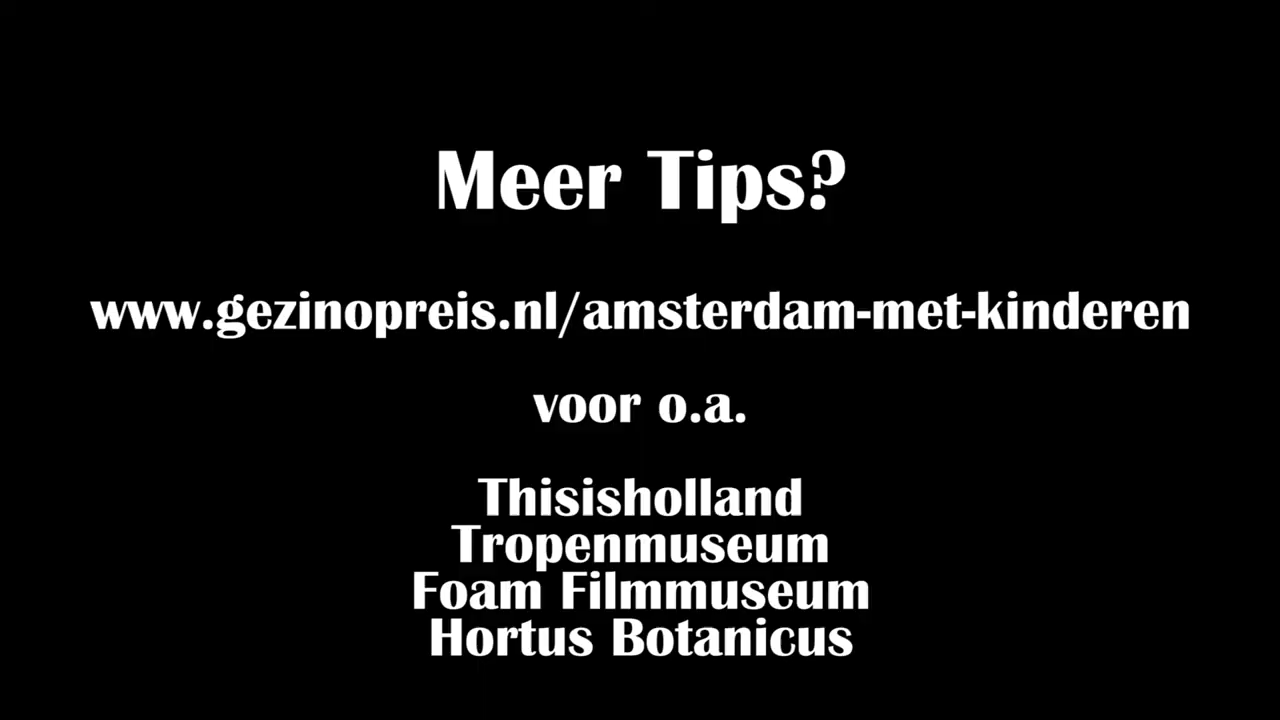 Meer Tips?
www.gezinopreis.nl/amsterdam-met-kinderen
voor o.a.
Thisisholland
Tropenmuseum
Foam Filmmuseum
Hortus Botanicus